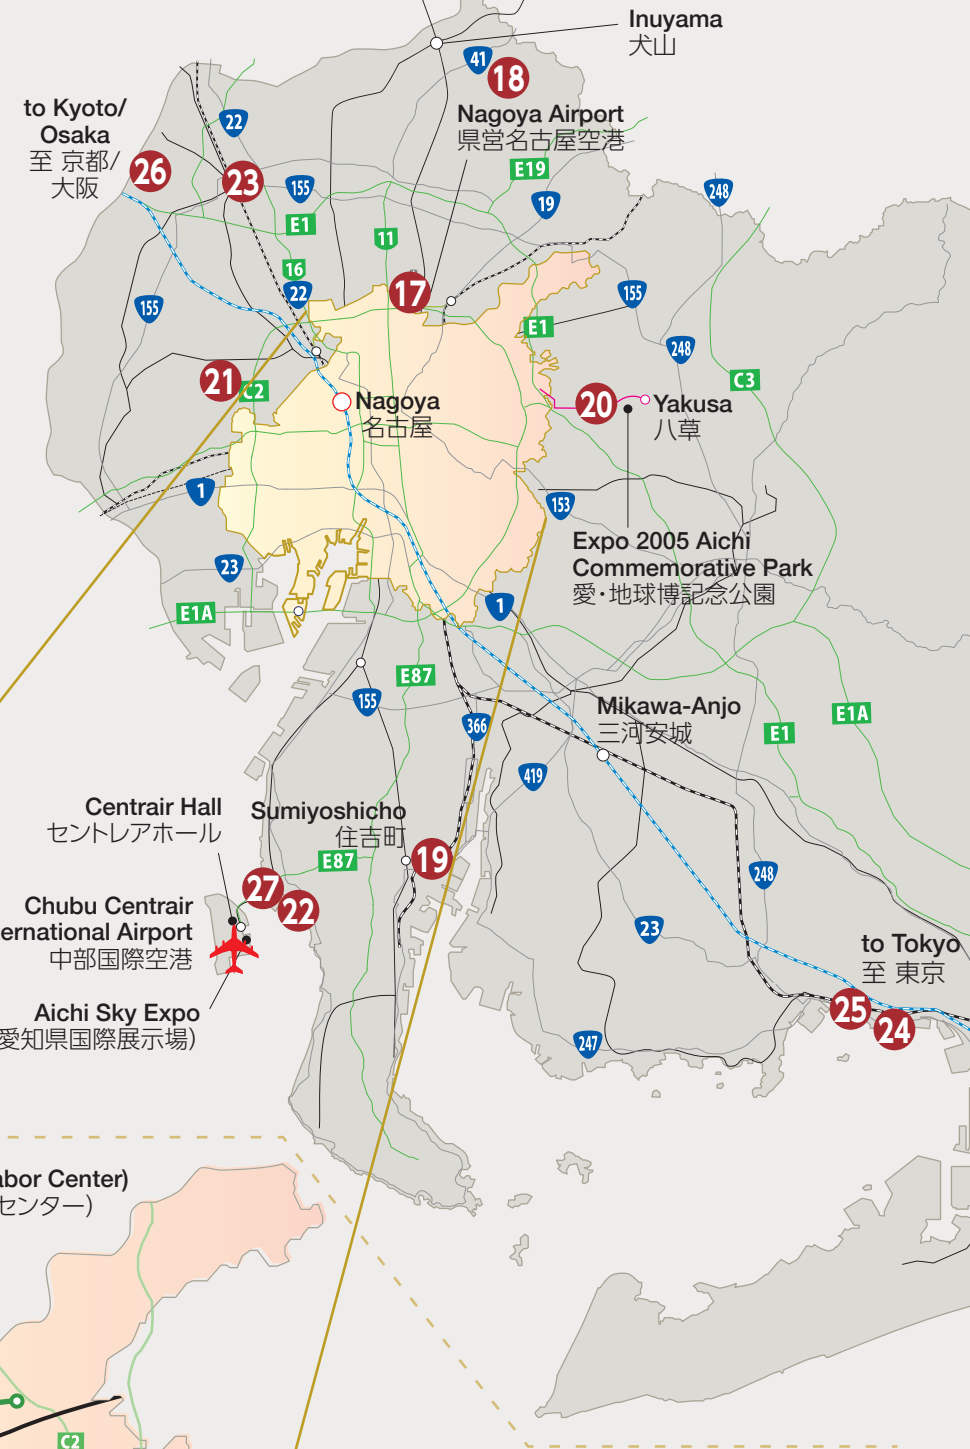 Inuyama
犬山
41
18
Nagoya Airport
県営名古屋空港
to Kyoto/
Osaka
至 京都/
大阪
22
26
23
155
E19
19
248
E1
11
16
22
17
155
155
E1
248
21
C2
C3
Nagoya
名古屋
20
Yakusa
八草
1
153
Expo 2005 Aichi
Commemorative Park
愛・地球博記念公園
23
E1A
1
E87
155
366
Mikawa-Anjo
三河安城
E1
E1A
419
Centrair Hall
セントレアホール
Sumiyoshicho
住吉町
19
E87
248
27
22
Chubu Centrair
ernational Airport
中部国際空港
23
to Tokyo
至 東京
Aichi Sky Expo
愛知県国際展示場)
25
24
247
abor Center)
センター)
C2